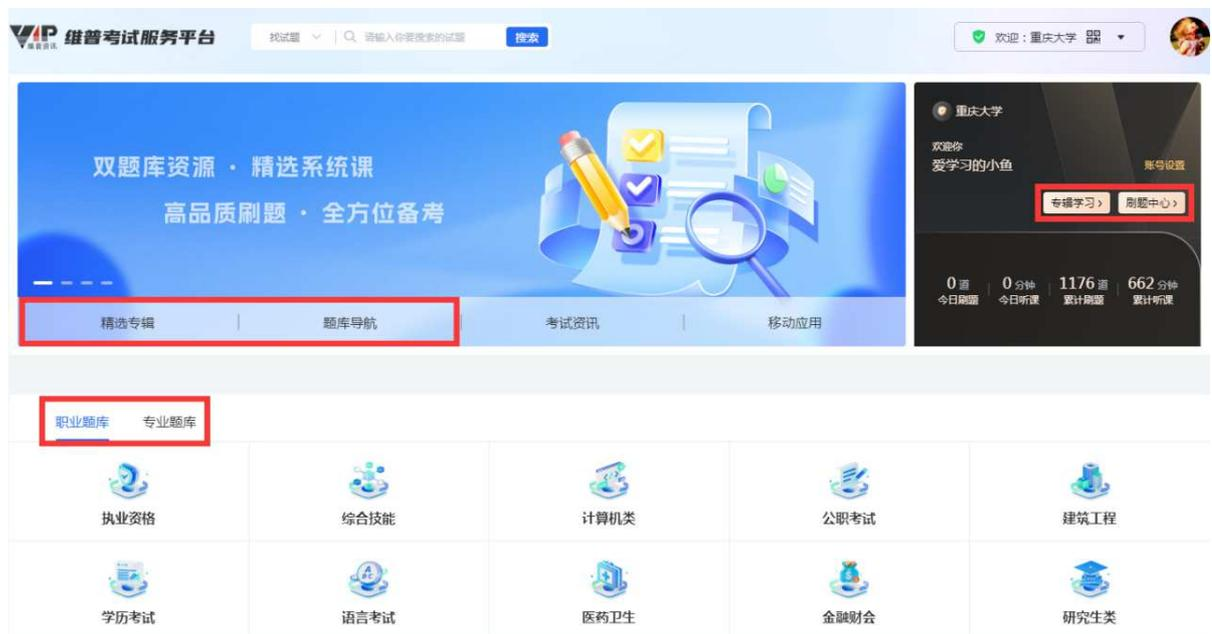 VIP 维普资讯 维普考试服务平台 找试题 请输入你要搜索的试题 搜索 欢迎：重庆大学
双题库资源 · 精选系统课
高品质刷题 · 全方位备考
精选专辑 题库导航 考试资讯 移动应用
重庆大学
欢迎你
爱学习的小鱼 账号设置
专辑学习 › 刷题中心 ›
0 道 0 分钟 1176 道 662 分钟
今日刷题 今日听课 累计刷题 累计听课
职业题库 专业题库
执业资格 综合技能 计算机类 公职考试 建筑工程
ABC
学历考试 语言考试 医药卫生 金融财会 研究生类